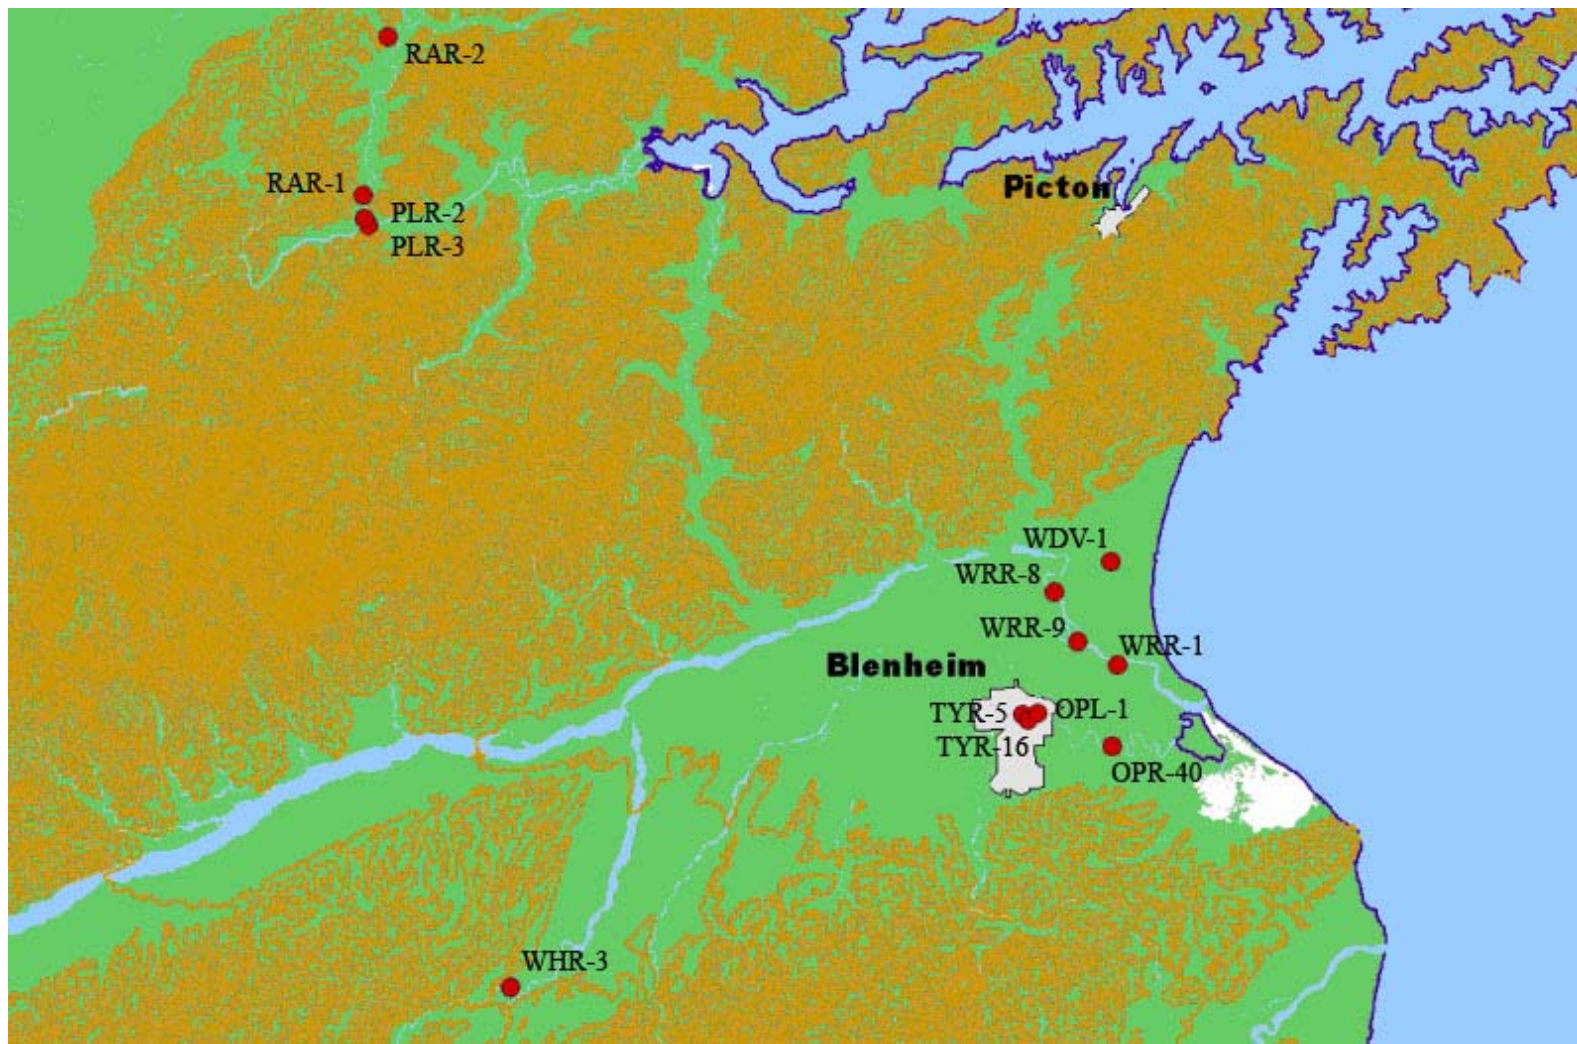 RAR-2
RAR-1
PLR-2
PLR-3
Picton
WDV-1
WRR-8
WRR-9
WRR-1
Blenheim
TYR-5
OPL-1
TYR-16
OPR-40
WHR-3